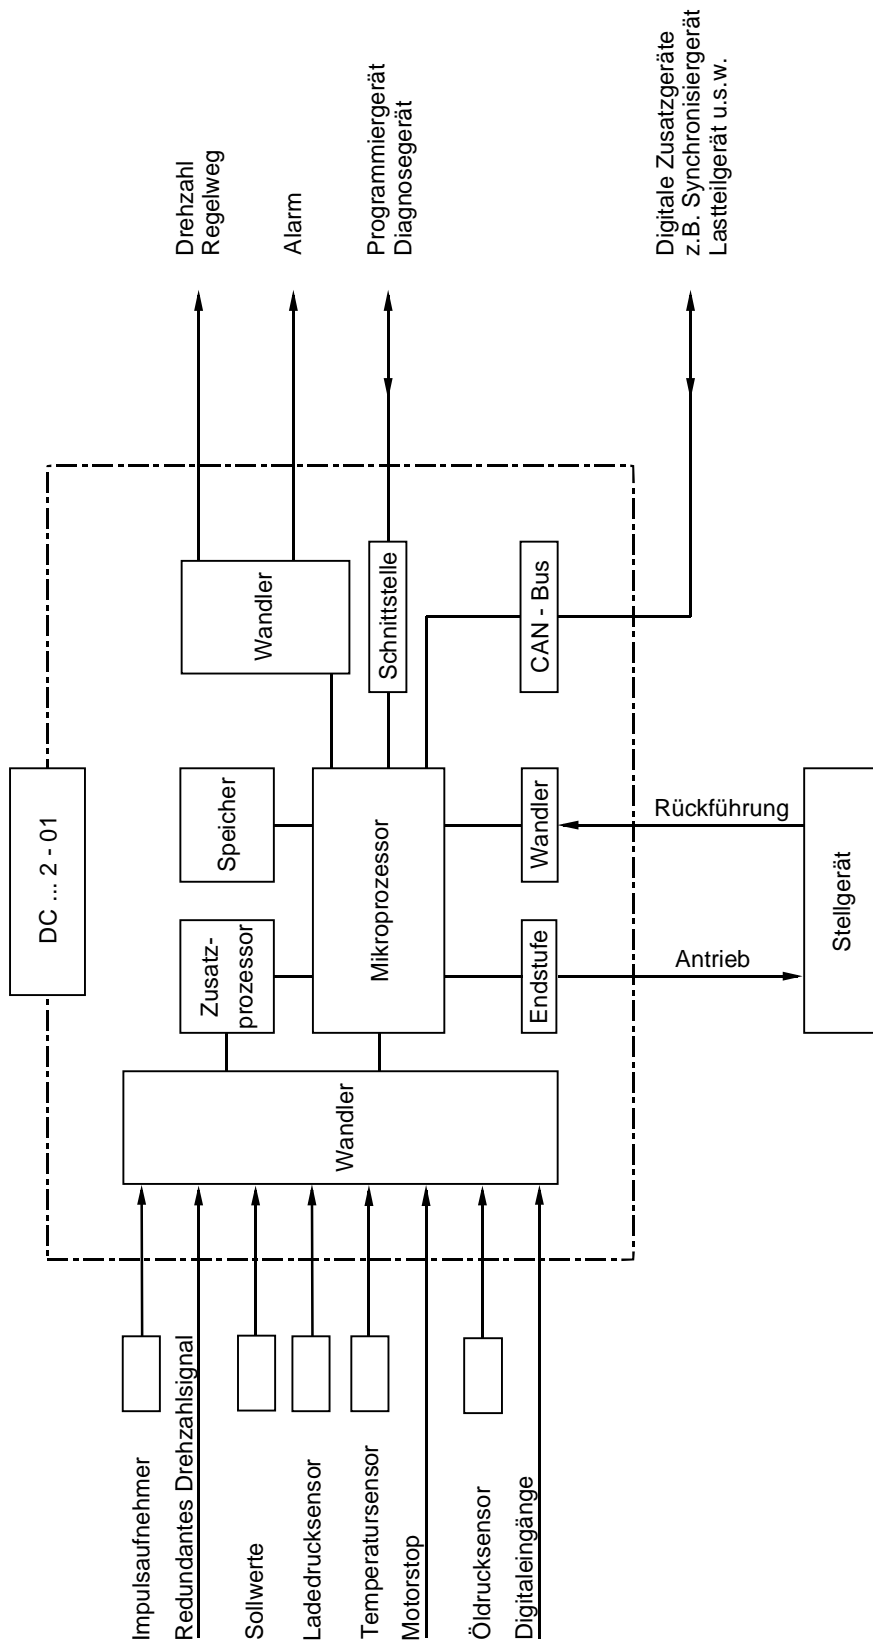 DC ... 2 - 01
Impulsaufnehmer
Redundantes Drehzahlsignal
Sollwerte
Ladedrucksensor
Temperatursensor
Motorstop
Öldrucksensor
Digitaleingänge
Wandler
Zusatz-
prozessor
Speicher
Mikroprozessor
Endstufe
Wandler
Wandler
Schnittstelle
CAN - Bus
Drehzahl
Regelweg
Alarm
Programmiergerät
Diagnosegerät
Digitale Zusatzgeräte
z.B. Synchronisiergerät
Lastteilgerät u.s.w.
Antrieb
Rückführung
Stellgerät